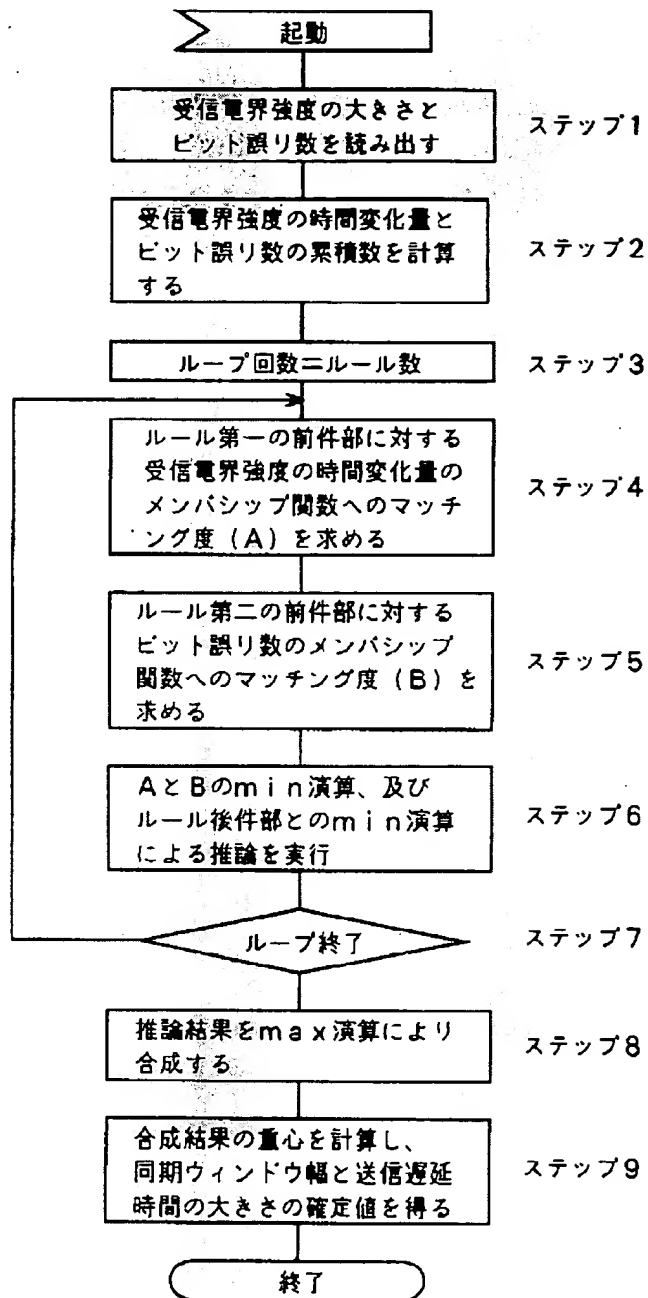 起動
受信電界強度の大きさと
ビット誤り数を読み出す
ステップ1
受信電界強度の時間変化量と
ビット誤り数の累積数を計算
する
ステップ2
ループ回数=ルール数
ステップ3
ルール第一の前件部に対する
受信電界強度の時間変化量の
メンバシップ関数へのマッチ
ング度(A)を求める
ステップ4
ルール第二の前件部に対する
ビット誤り数のメンバシップ
関数へのマッチング度(B)を
求める
ステップ5
AとBのmin演算、及び
ルール後件部とのmin演算
による推論を実行
ステップ6
ループ終了
ステップ7
推論結果をmax演算により
合成する
ステップ8
合成結果の重心を計算し、
同期ウィンドウ幅と送信遅延
時間の大きさの確定値を得る
ステップ9
終了